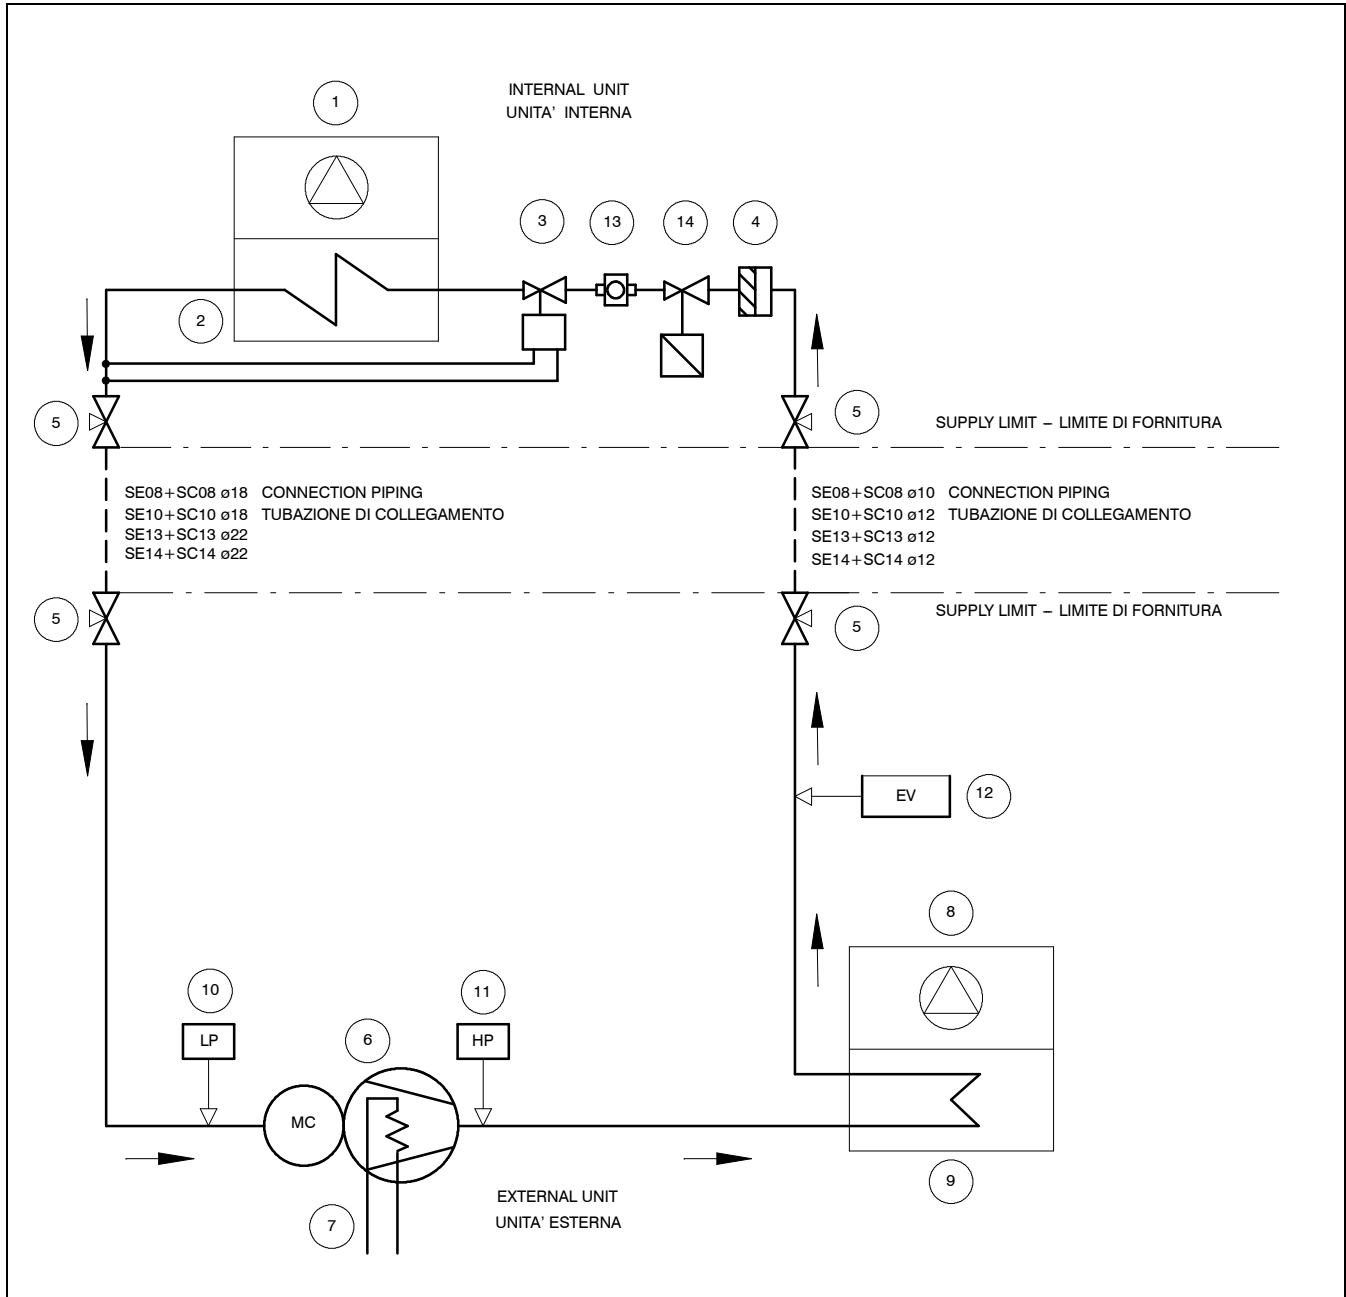 INTERNAL UNIT
UNITA' INTERNA
1
3
13
14
4
2
5
5
SUPPLY LIMIT – LIMITE DI FORNITURA
SE08+SC08 ø18 CONNECTION PIPING
SE10+SC10 ø18 TUBAZIONE DI COLLEGAMENTO
SE13+SC13 ø22
SE14+SC14 ø22
SE08+SC08 ø10 CONNECTION PIPING
SE10+SC10 ø12 TUBAZIONE DI COLLEGAMENTO
SE13+SC13 ø12
SE14+SC14 ø12
5
5
SUPPLY LIMIT – LIMITE DI FORNITURA
EV
12
8
10
11
LP
6
HP
MC
9
7
EXTERNAL UNIT
UNITA' ESTERNA